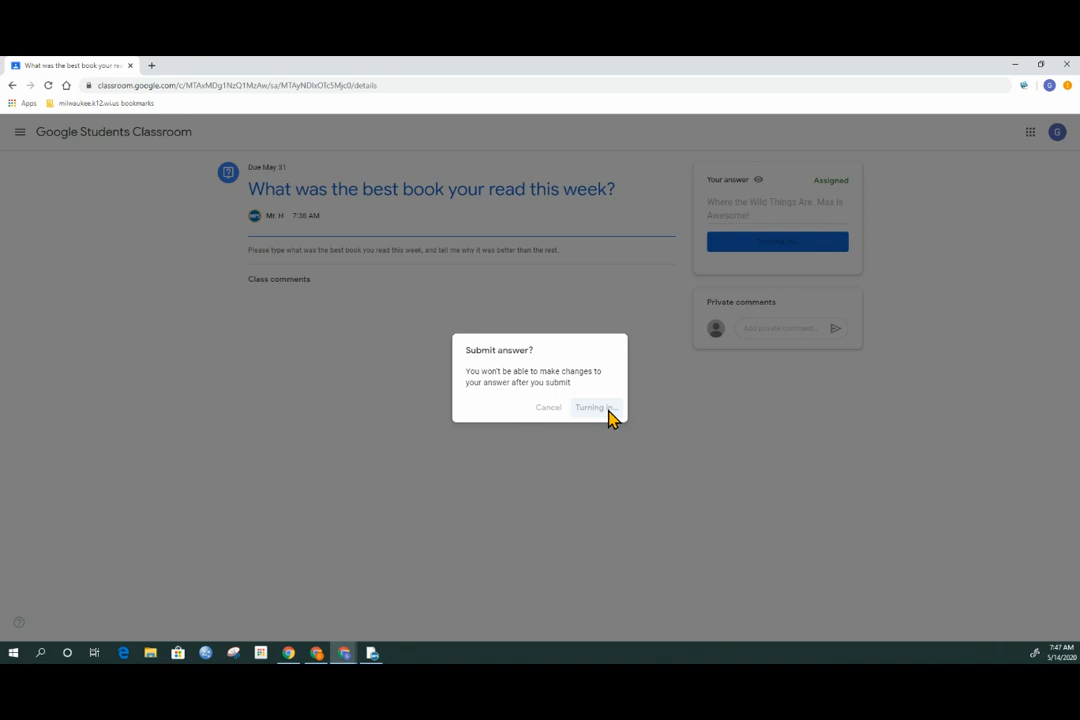 What was the best book your rea
classroom.google.com/c/MTAxMDg1NzQ1MzAw/sa/MTAyNDIxOTc5Mjc0/details
Apps
milwaukee.k12.wi.us bookmarks
G
Google Students Classroom
G
Due May 31
What was the best book your read this week?
Mr. H 7:38 AM
Please type what was the best book you read this week, and tell me why it was better than the rest.
Class comments
Your answer
Assigned
Where the Wild Things Are, Max is
Awesome!
Turning in...
Private comments
Add private comment...
Submit answer?
You won't be able to make changes to
your answer after you submit
Cancel
Turning in...
7:47 AM
5/14/2020